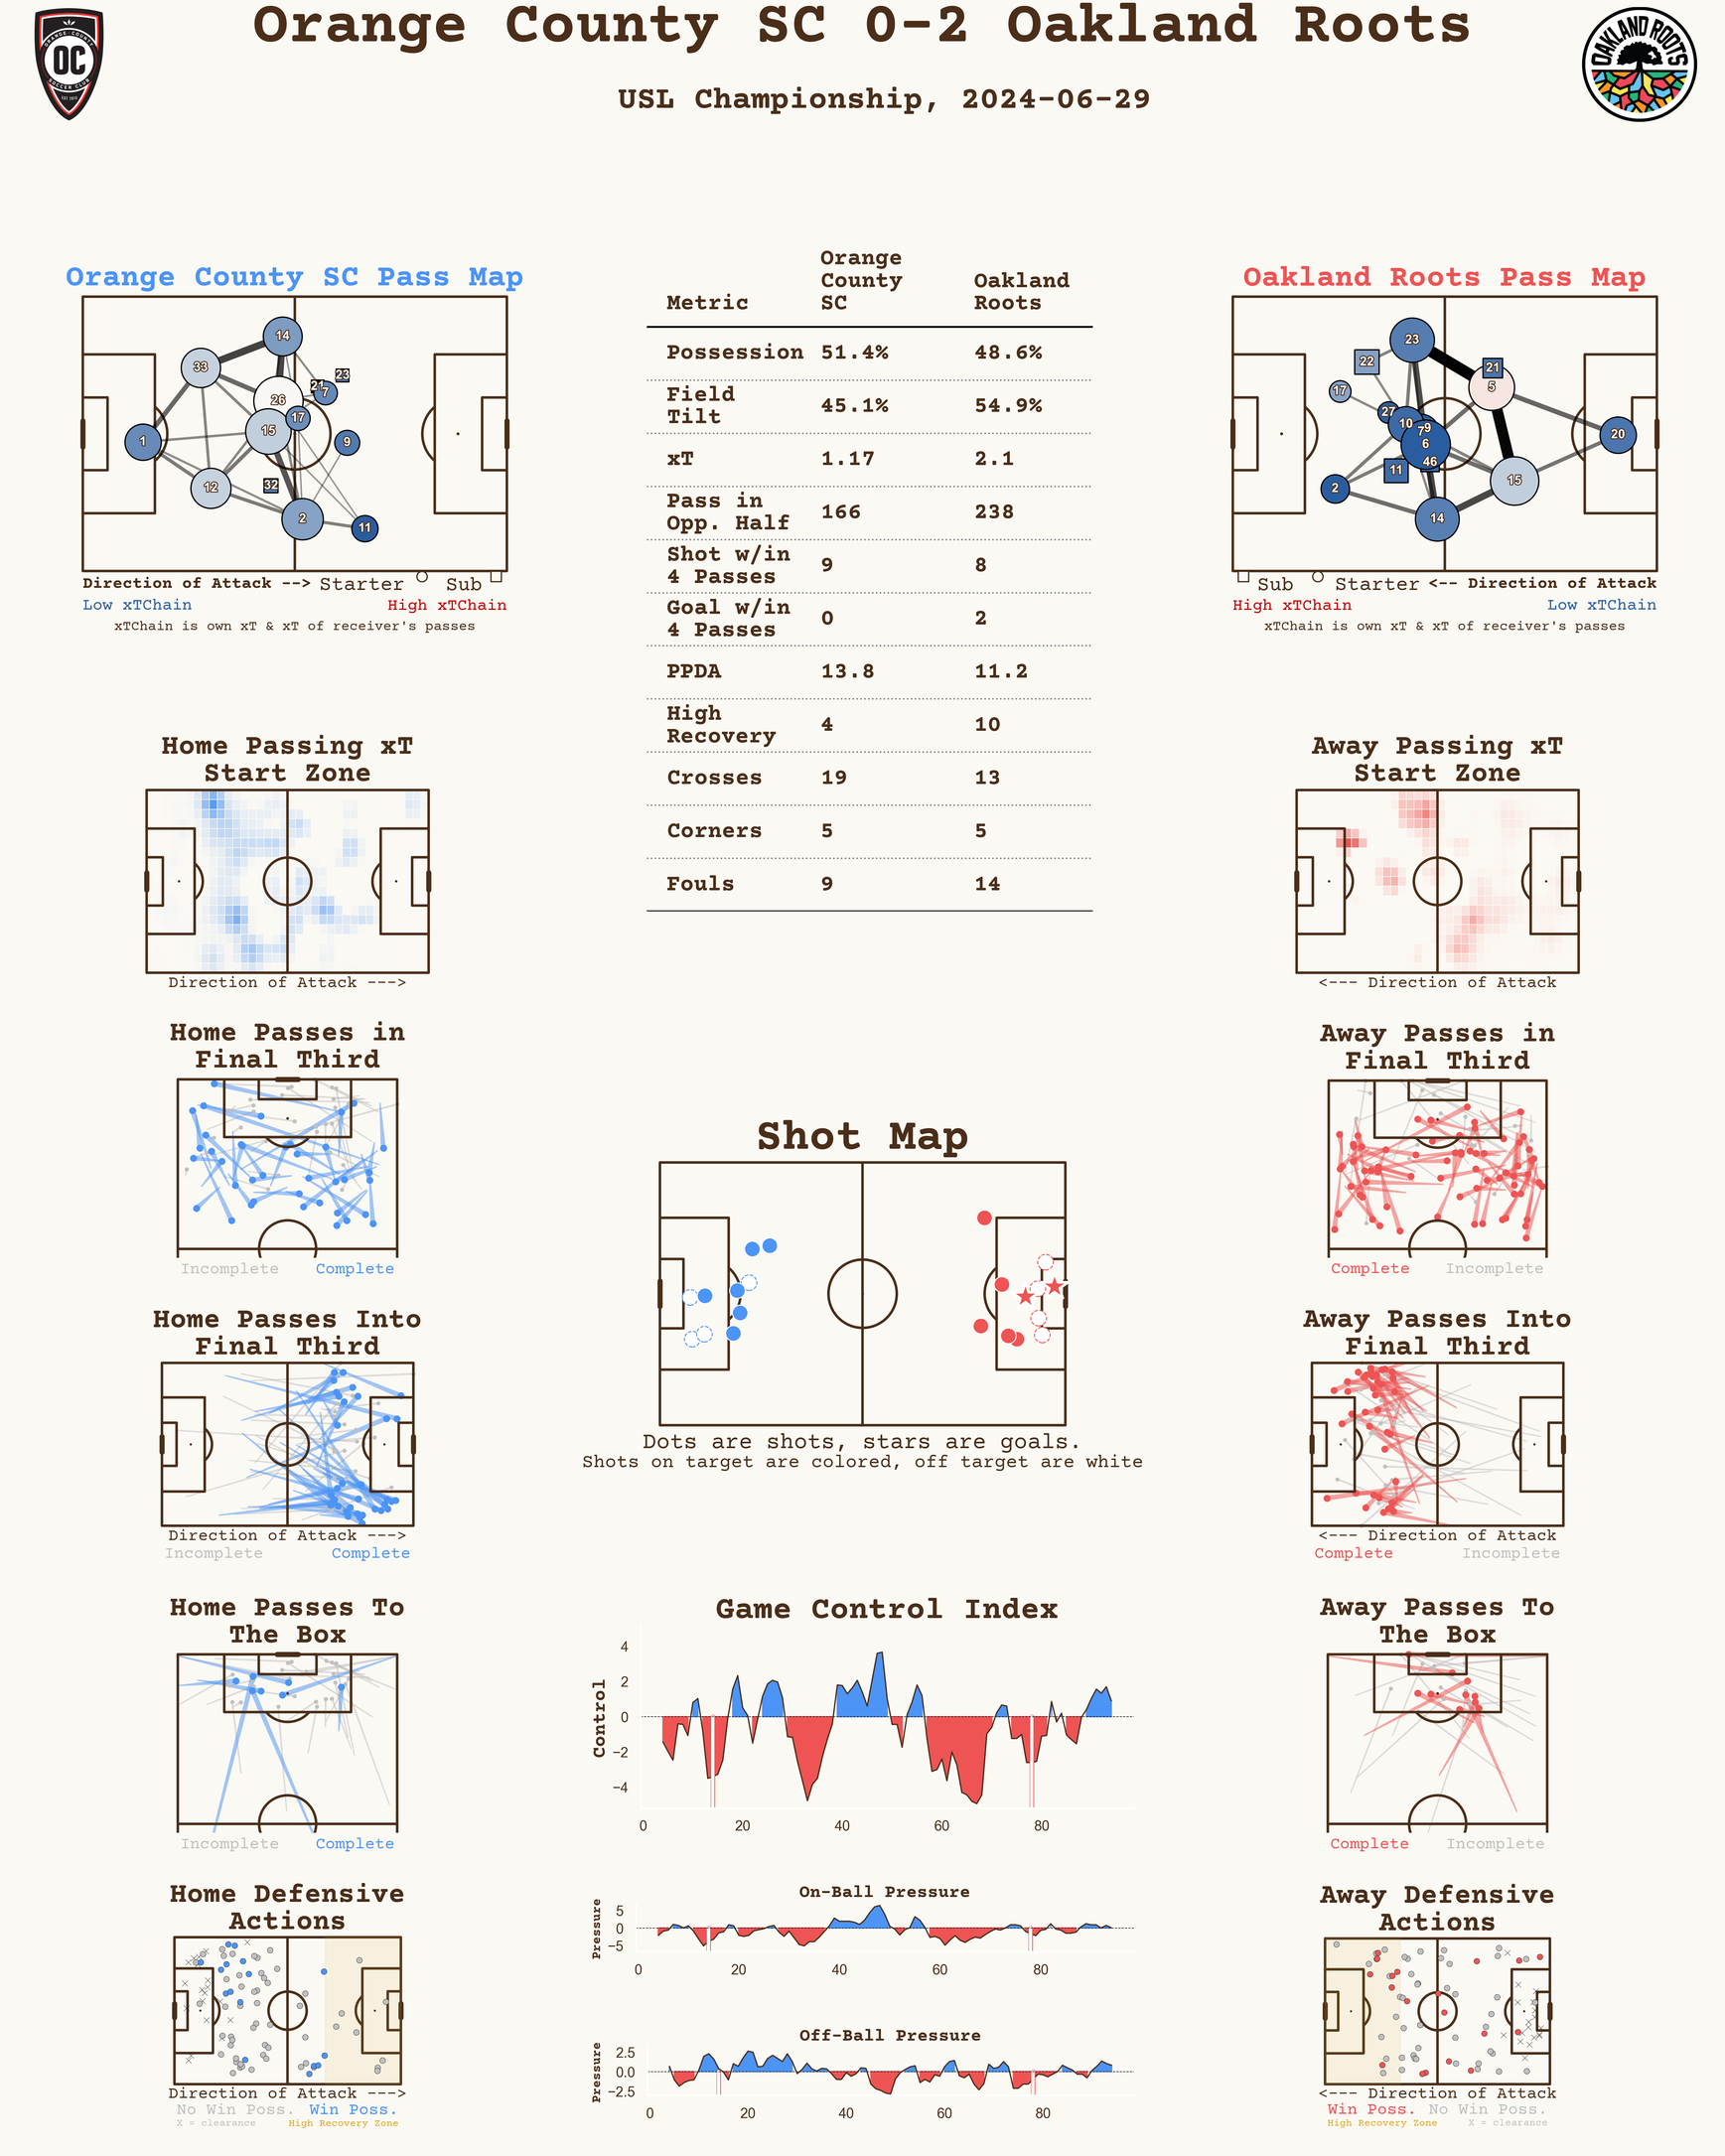 Orange County SC 0-2 Oakland Roots
USL Championship, 2024-06-29
ORANGE COUNTY
OC
SOCCER CLUB
OAKLAND ROOTS
Orange County SC Pass Map
14
33
26
21
23
7
17
15
9
1
12
32
2
11
Direction of Attack --> Starter Sub
Low xTChain High xTChain
xTChain is own xT & xT of receiver's passes
Metric Orange County SC Oakland Roots
Possession 51.4% 48.6%
Field Tilt 45.1% 54.9%
xT 1.17 2.1
Pass in Opp. Half 166 238
Shot w/in 4 Passes 9 8
Goal w/in 4 Passes 0 2
PPDA 13.8 11.2
High Recovery 4 10
Crosses 19 13
Corners 5 5
Fouls 9 14
Oakland Roots Pass Map
23
22
21
5
17
27
10
7
9
6
20
46
11
2
15
14
Sub Starter <-- Direction of Attack
High xTChain Low xTChain
xTChain is own xT & xT of receiver's passes
Home Passing xT
Start Zone
Direction of Attack --->
Away Passing xT
Start Zone
<--- Direction of Attack
Home Passes in
Final Third
Incomplete Complete
Away Passes in
Final Third
Complete Incomplete
Shot Map
Dots are shots, stars are goals.
Shots on target are colored, off target are white
Home Passes Into
Final Third
Direction of Attack --->
Incomplete Complete
Away Passes Into
Final Third
<--- Direction of Attack
Complete Incomplete
Home Passes To
The Box
Incomplete Complete
Game Control Index
Control
4
2
0
−2
−4
0 20 40 60 80
Away Passes To
The Box
Complete Incomplete
Home Defensive
Actions
Direction of Attack --->
No Win Poss. Win Poss.
X = clearance High Recovery Zone
On-Ball Pressure
Pressure
5
0
−5
0 20 40 60 80
Off-Ball Pressure
Pressure
2.5
0.0
−2.5
0 20 40 60 80
Away Defensive
Actions
<--- Direction of Attack
Win Poss. No Win Poss.
High Recovery Zone X = clearance